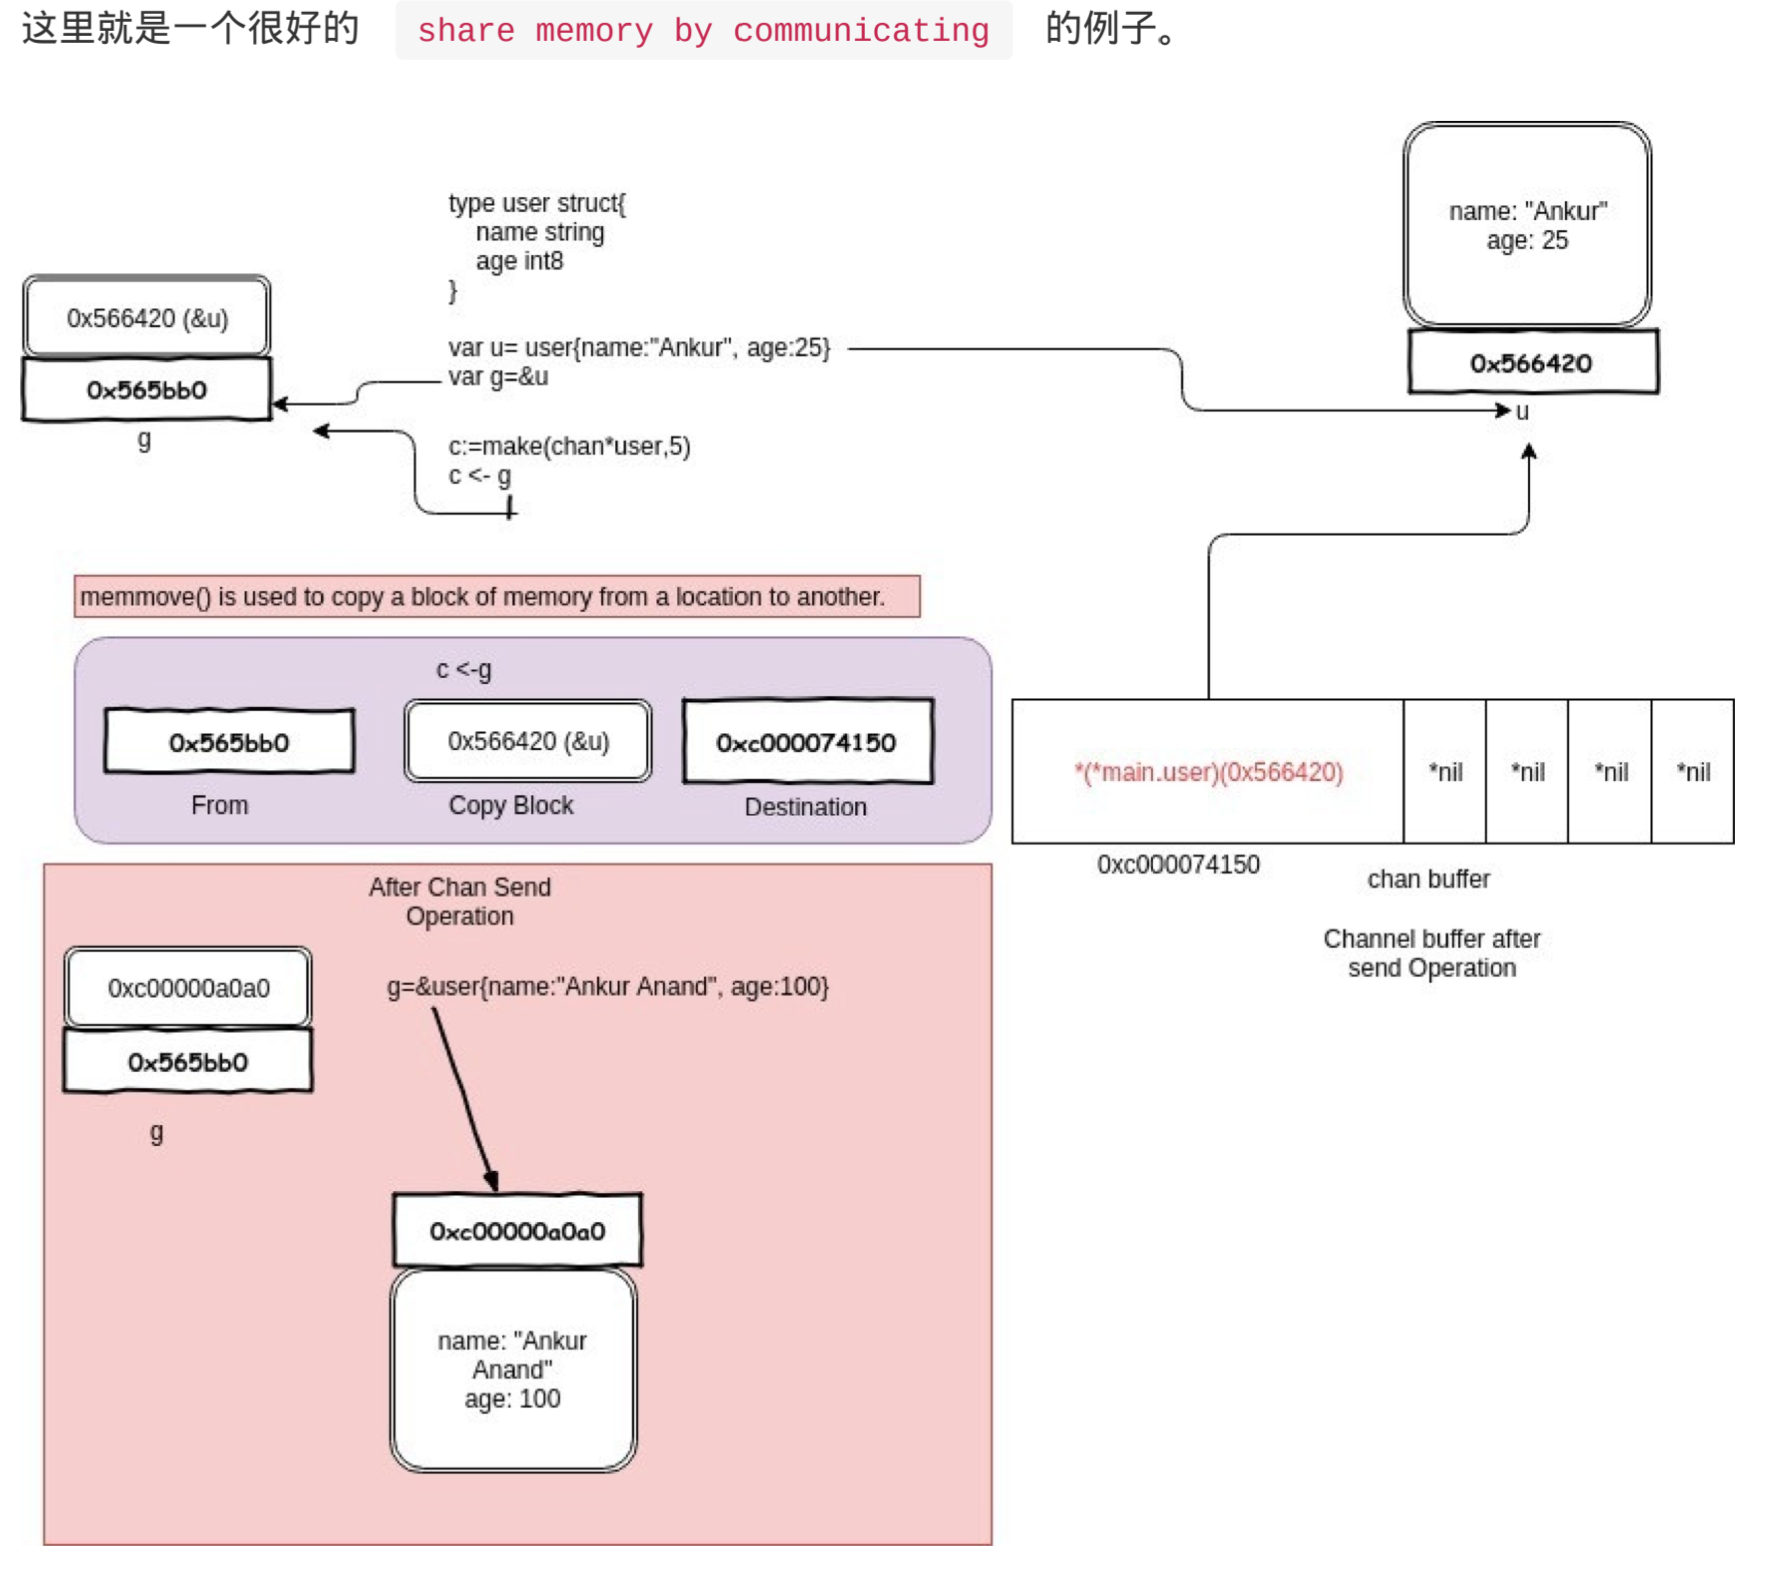 这里就是一个很好的 share memory by communicating 的例子。
type user struct{
name string
age int8
}
var u= user{name:"Ankur", age:25}
var g=&u
c:=make(chan*user,5)
c <- g
0x566420 (&u)
0x565bb0
g
name: "Ankur"
age: 25
0x566420
u
memmove() is used to copy a block of memory from a location to another.
c <-g
0x565bb0
From
0x566420 (&u)
Copy Block
0xc000074150
Destination
*(*main.user)(0x566420)
*nil
*nil
*nil
*nil
0xc000074150
chan buffer
Channel buffer after
send Operation
After Chan Send
Operation
0xc00000a0a0
0x565bb0
g
g=&user{name:"Ankur Anand", age:100}
0xc00000a0a0
name: "Ankur
Anand"
age: 100